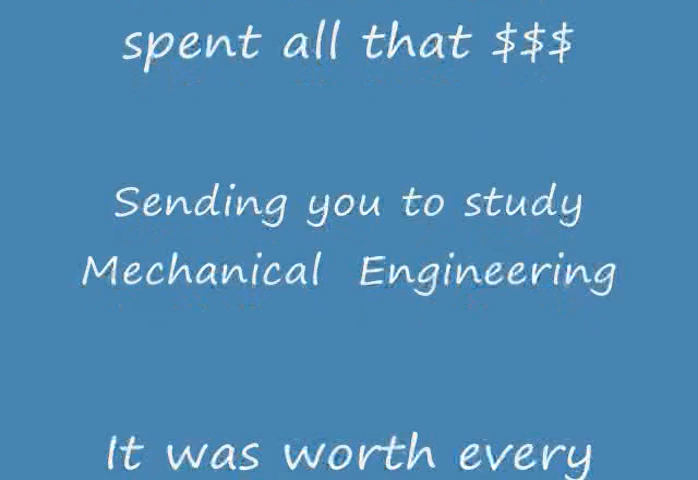 spent all that $$$
Sending you to study
Mechanical Engineering
It was worth every